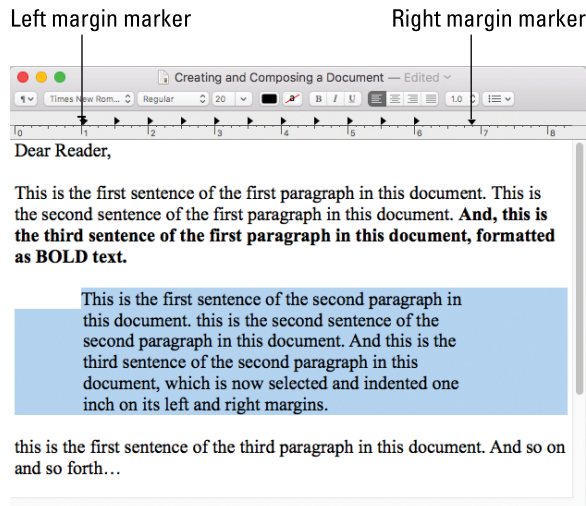 Left margin marker Right margin marker
Creating and Composing a Document — Edited
¶ Times New Rom... Regular 20 a B I U 1.0
0 1 2 3 4 5 6 7 8
Dear Reader,
This is the first sentence of the first paragraph in this document. This is
the second sentence of the first paragraph in this document. And, this is
the third sentence of the first paragraph in this document, formatted
as BOLD text.
This is the first sentence of the second paragraph in
this document. this is the second sentence of the
second paragraph in this document. And this is the
third sentence of the second paragraph in this
document, which is now selected and indented one
inch on its left and right margins.
this is the first sentence of the third paragraph in this document. And so on
and so forth…